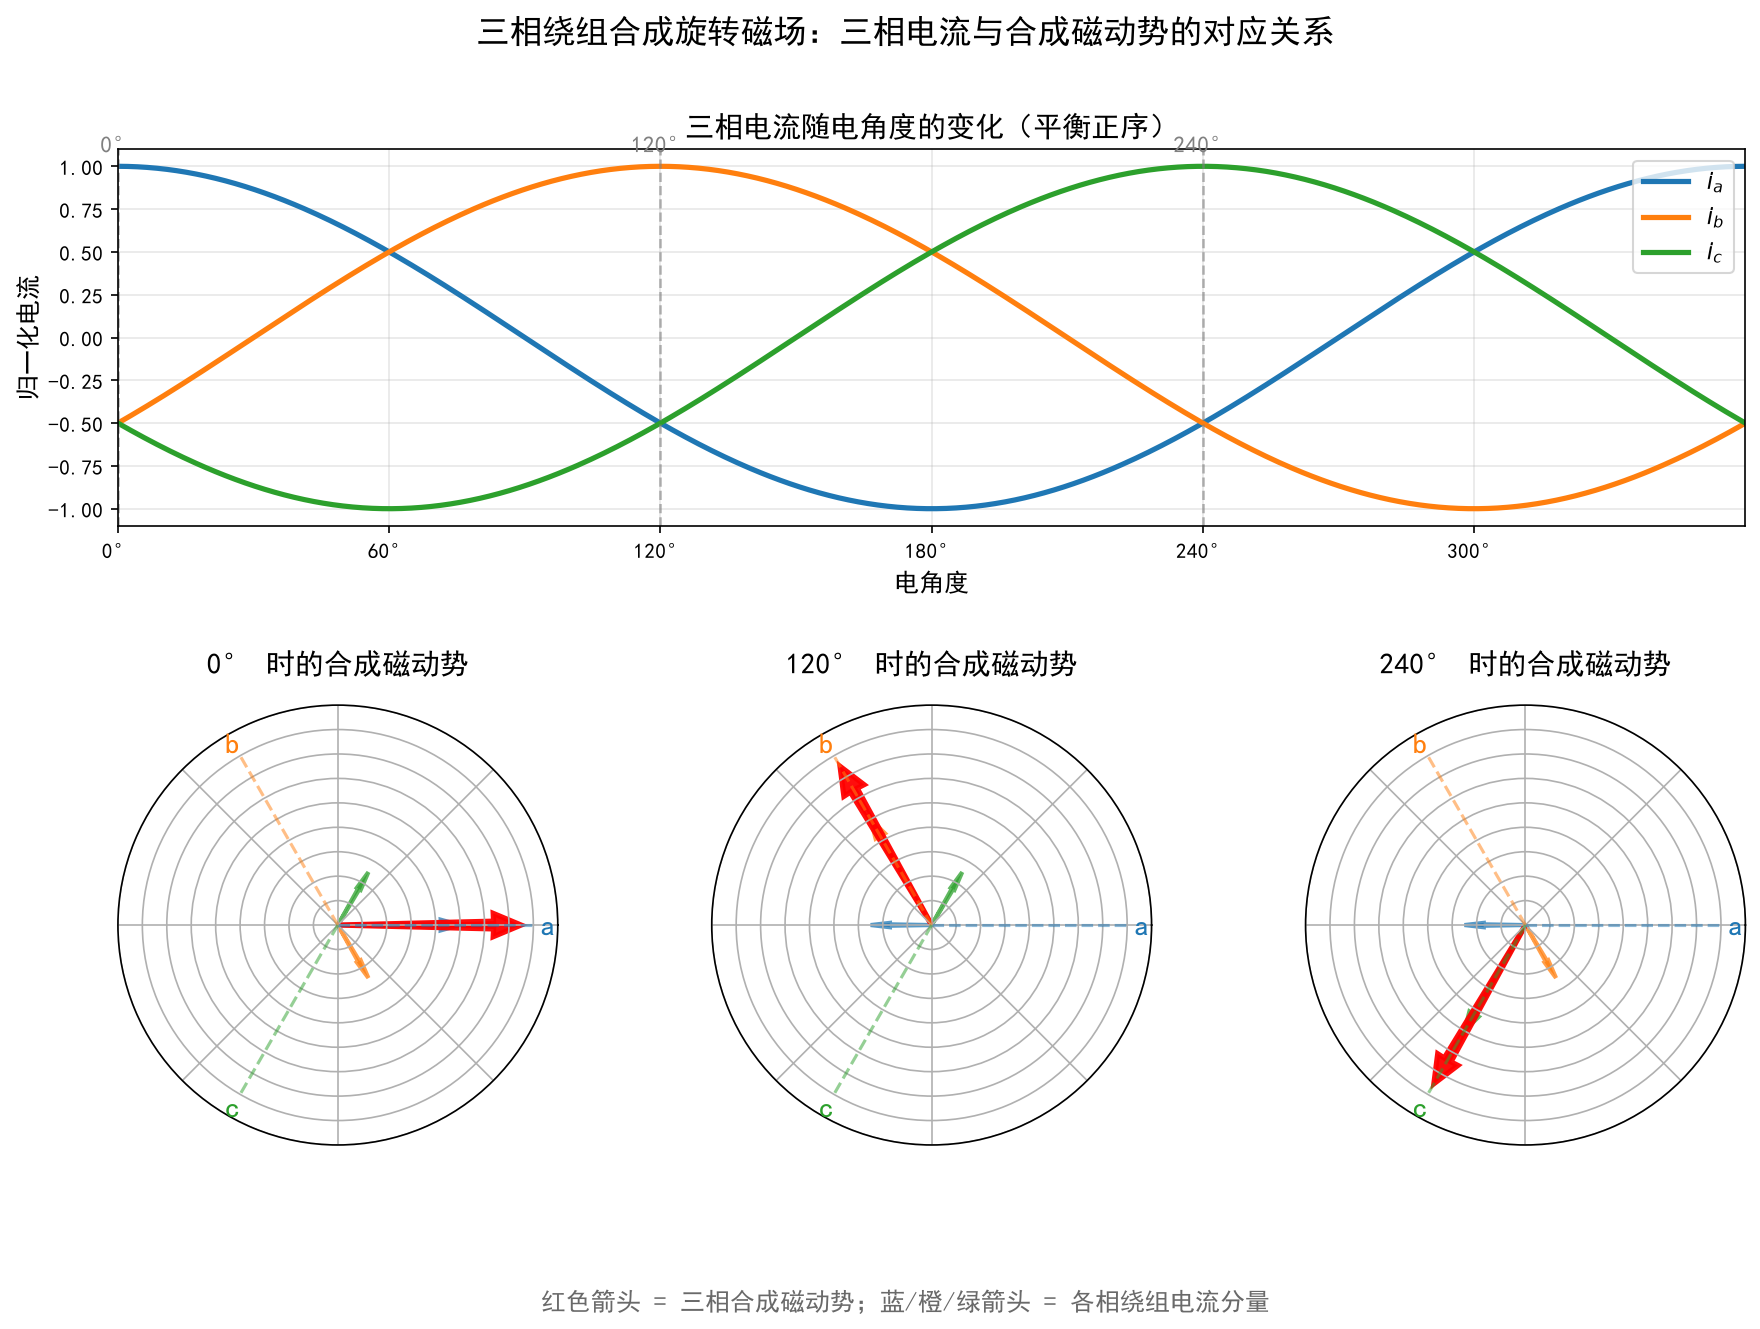 三相绕组合成旋转磁场：三相电流与合成磁动势的对应关系
三相电流随电角度的变化（平衡正序）
0° 120° 240°
1.00
0.75
0.50
0.25
0.00
−0.25
−0.50
−0.75
−1.00
归一化电流
i_a
i_b
i_c
0° 60° 120° 180° 240° 300°
电角度
0° 时的合成磁动势
b
a
c
120° 时的合成磁动势
b
a
c
240° 时的合成磁动势
b
a
c
红色箭头 = 三相合成磁动势；蓝/橙/绿箭头 = 各相绕组电流分量